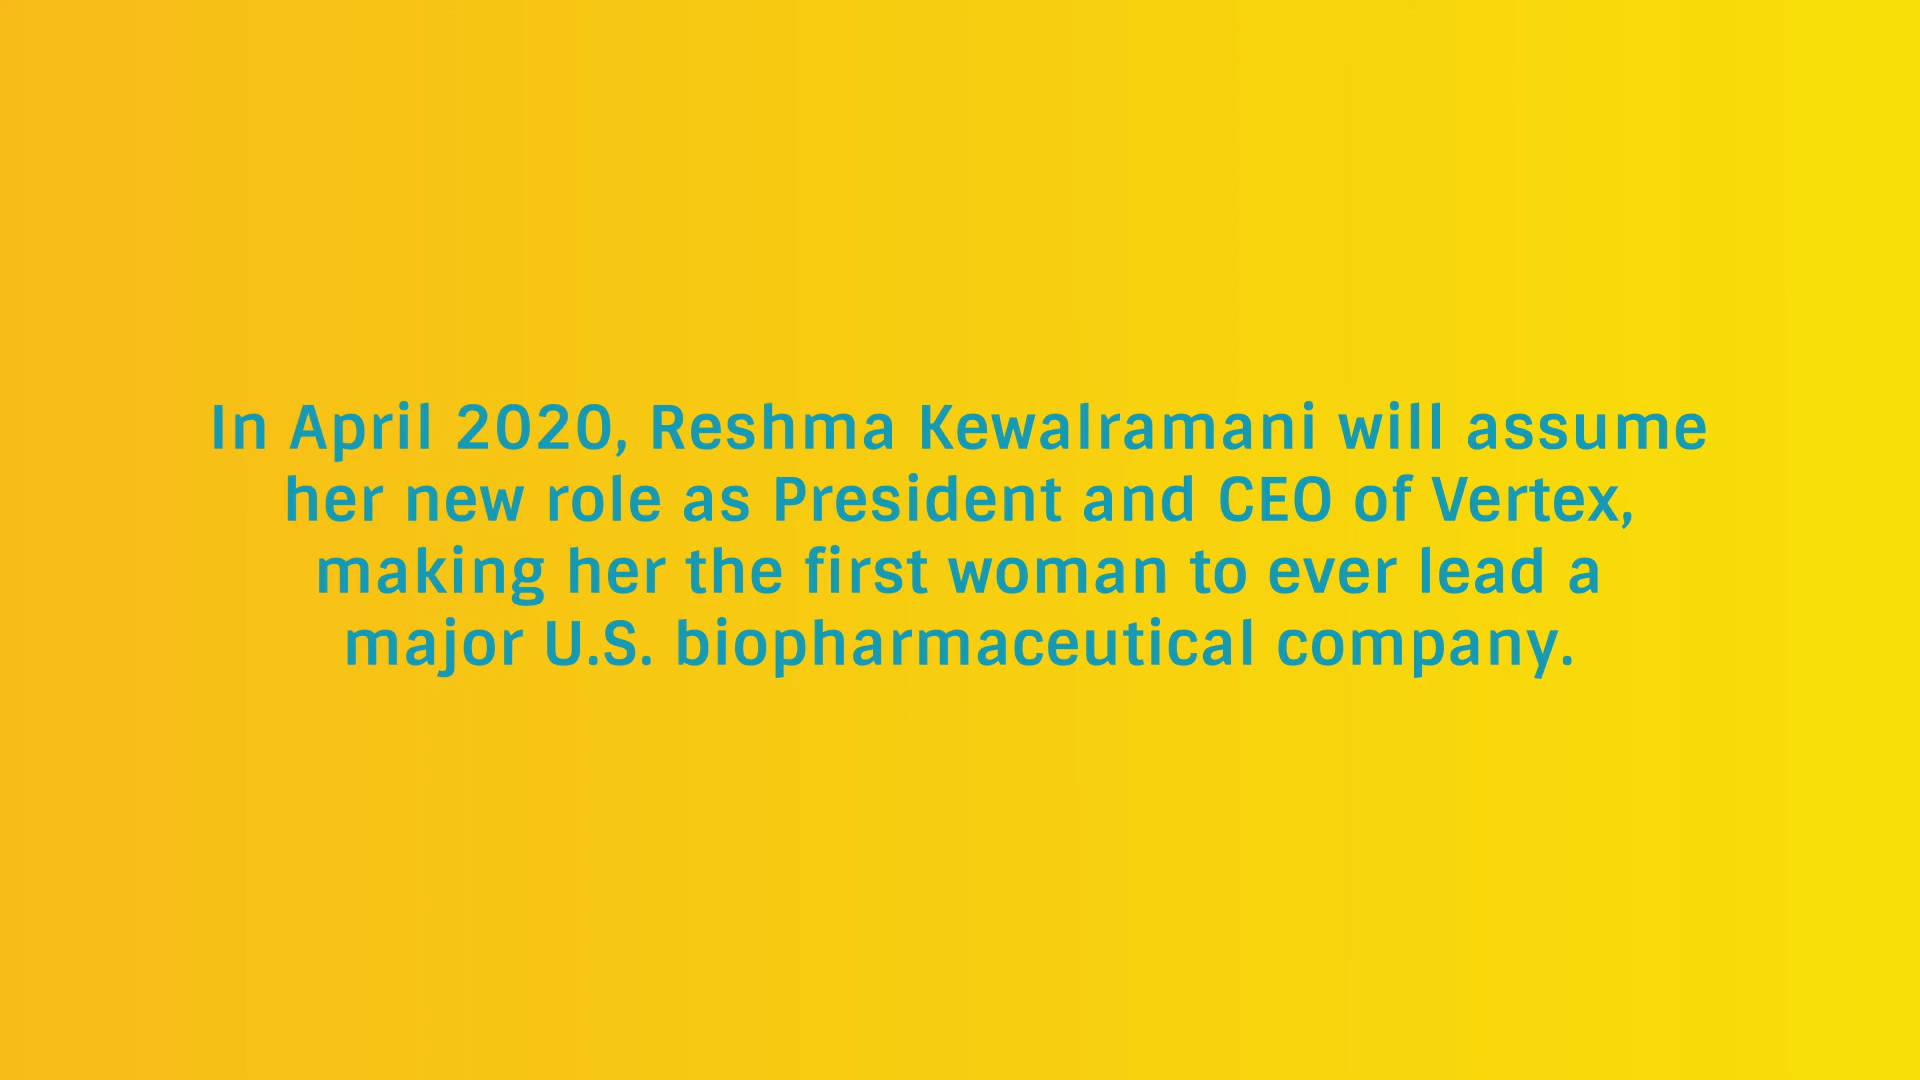 In April 2020, Reshma Kewalramani will assume
her new role as President and CEO of Vertex,
making her the first woman to ever lead a
major U.S. biopharmaceutical company.